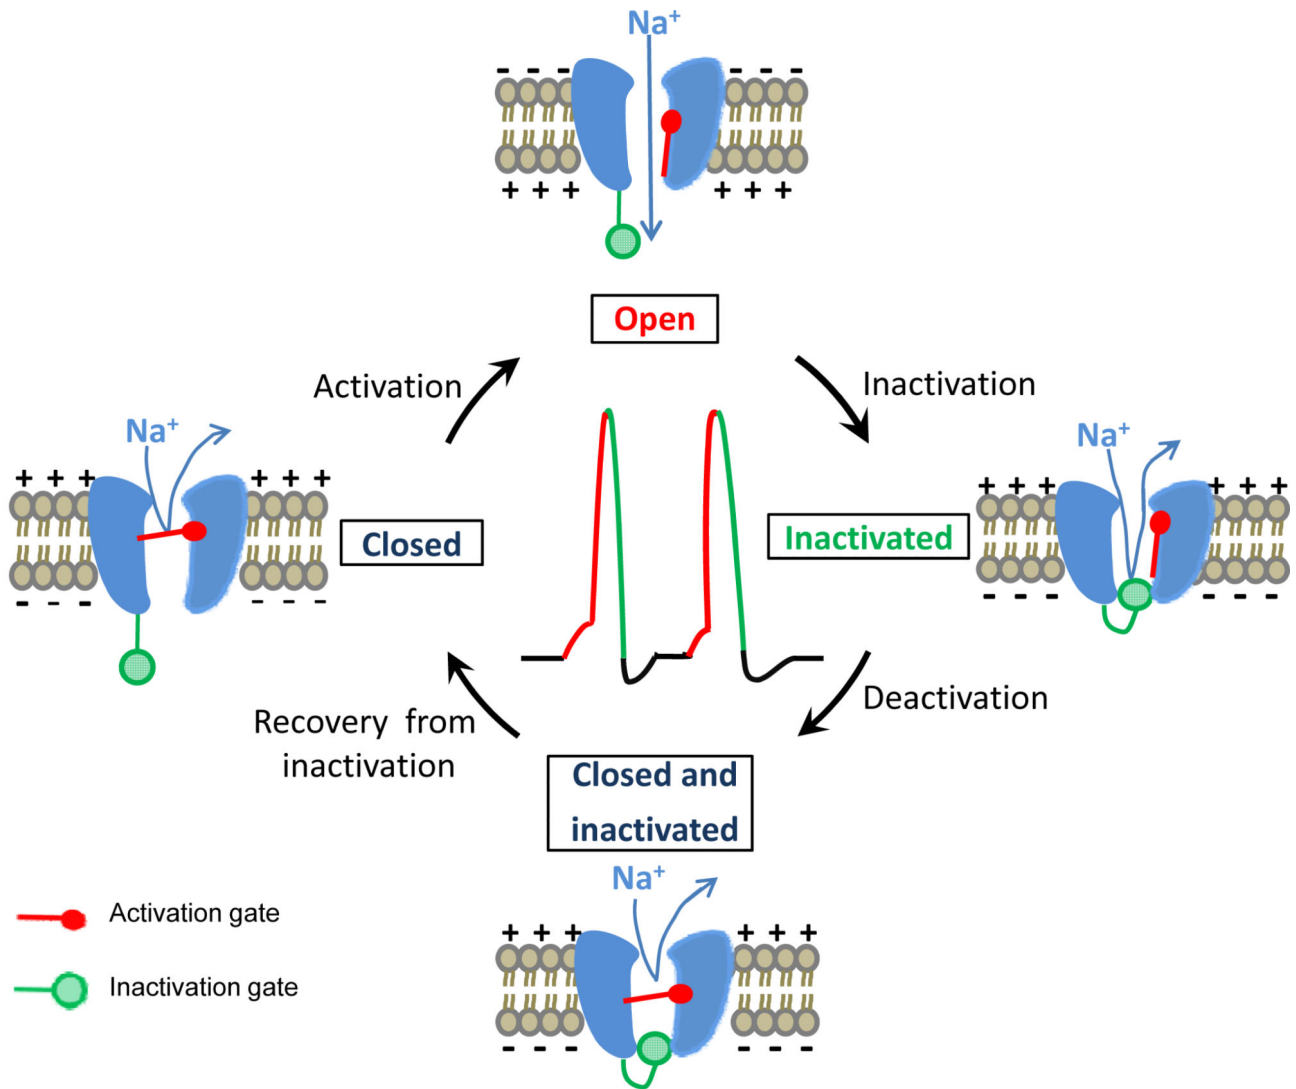 Na⁺
Open
Activation
Inactivation
Na⁺
Closed
Na⁺
Inactivated
Recovery from
inactivation
Deactivation
Closed and
inactivated
Na⁺
Activation gate
Inactivation gate
- - -
- - -
+ + +
+ + +
+ + +
+ + +
- - -
- - -
+ + +
+ + +
- - -
- - -
+ + +
+ + +
- - -
- - -